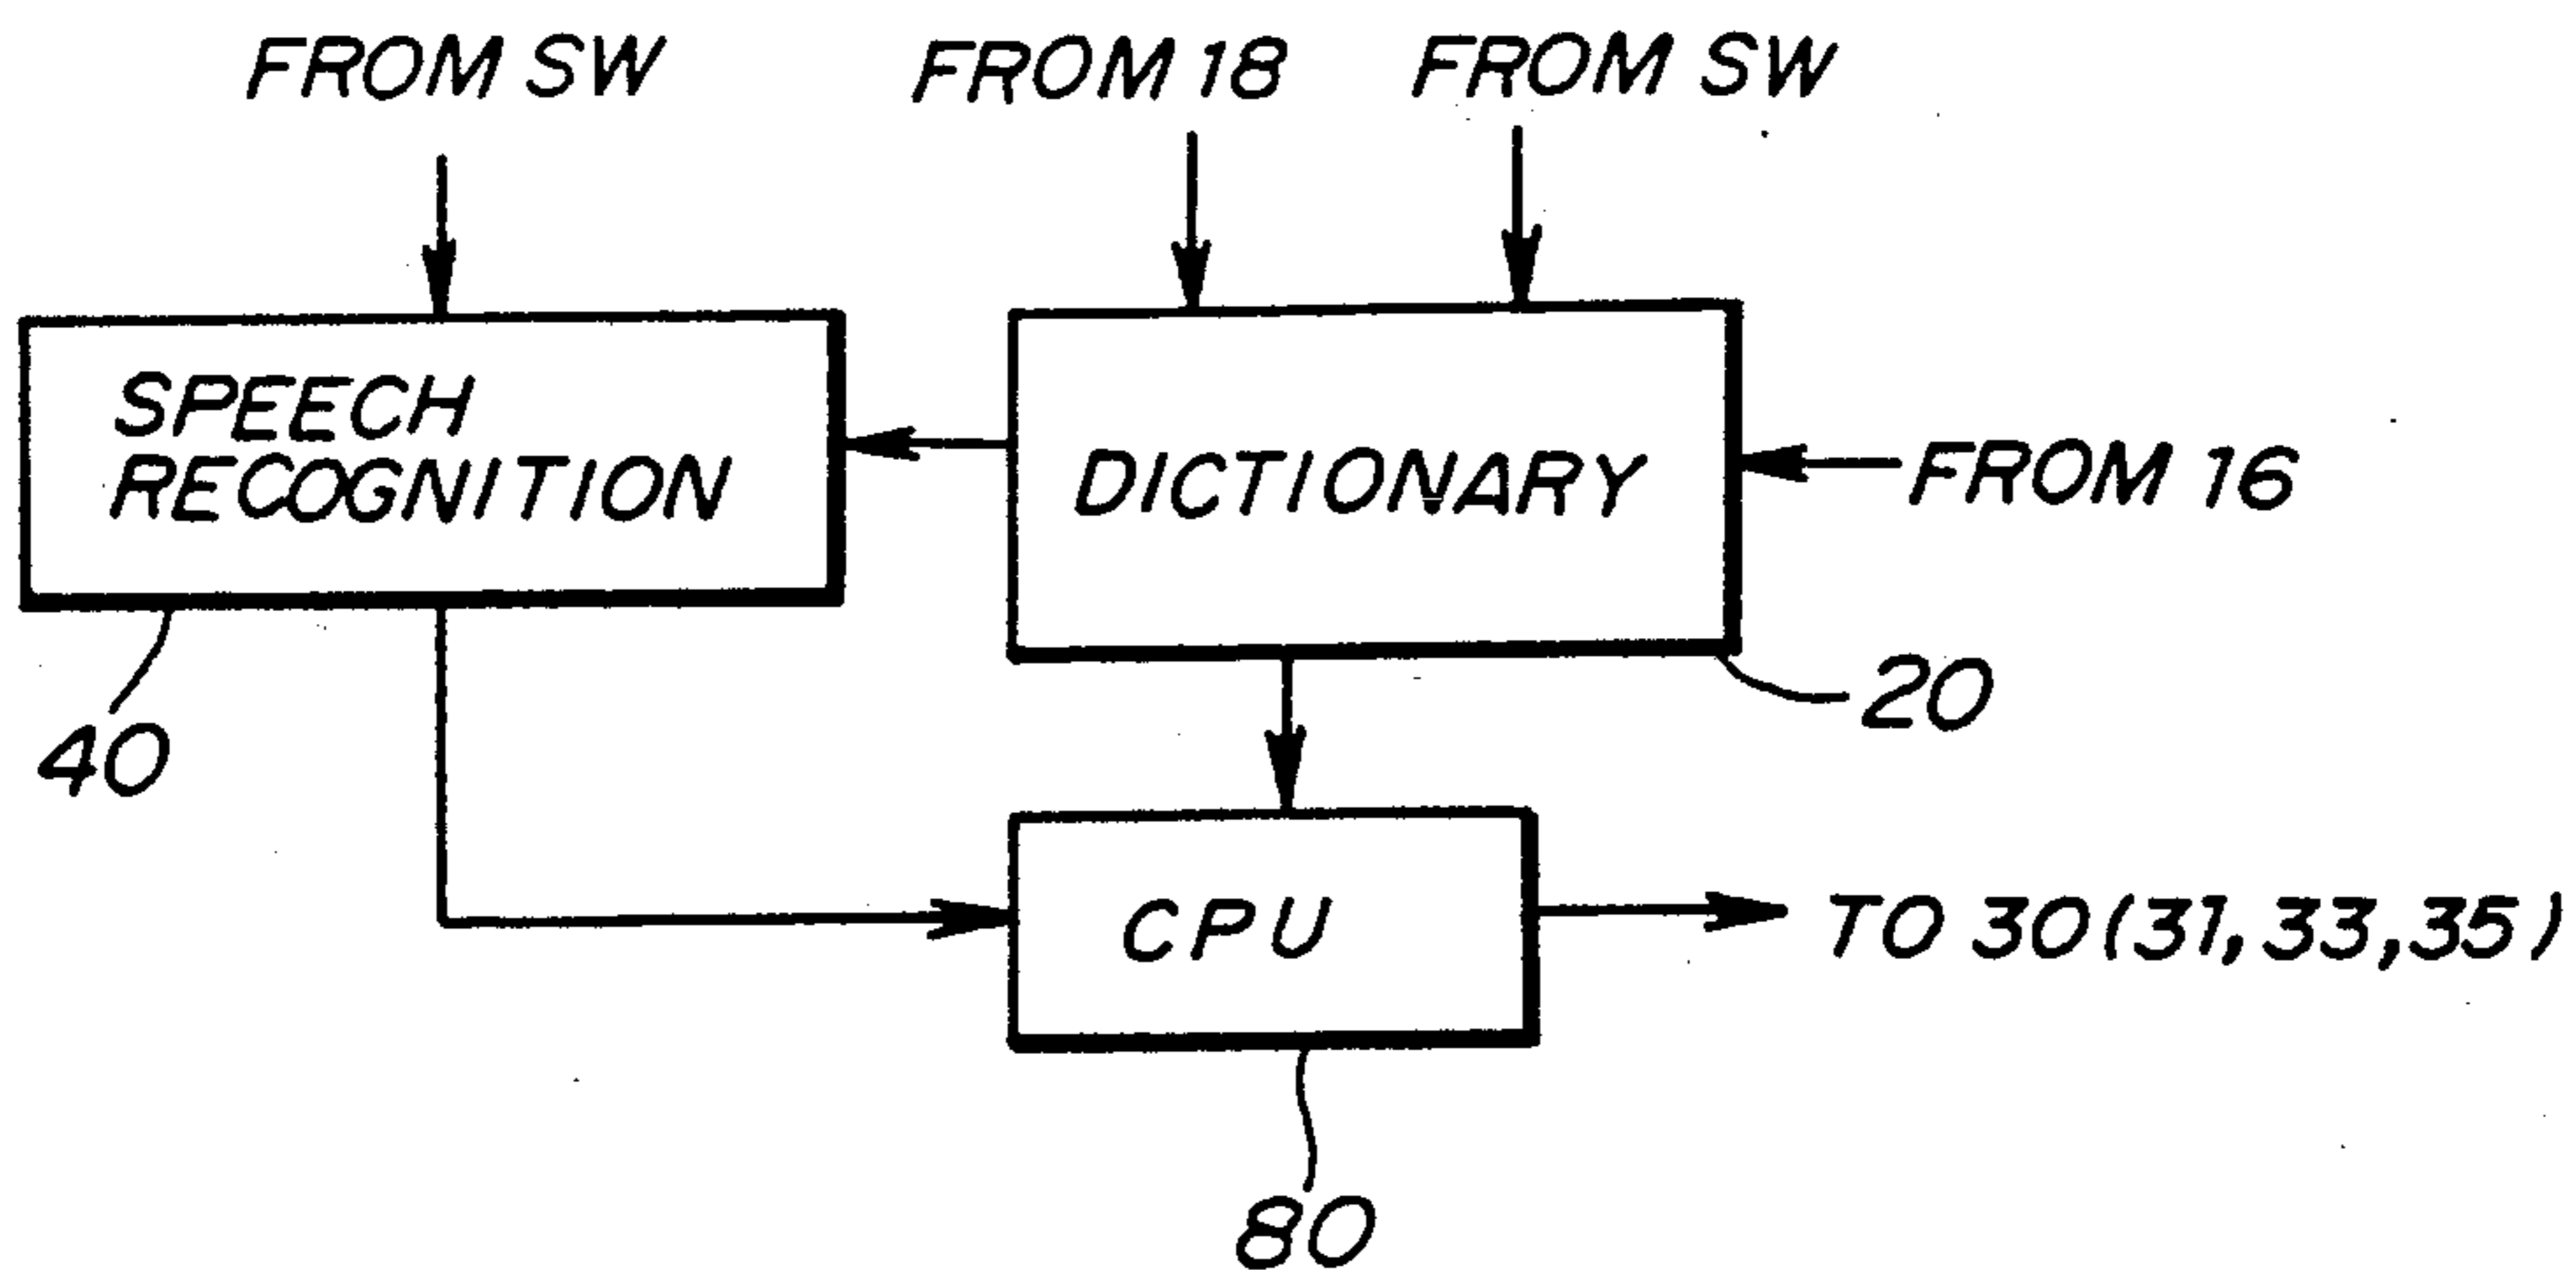 FROM SW
FROM 18
FROM SW
SPEECH
RECOGNITION
DICTIONARY
FROM 16
40
20
CPU
TO 30(31,33,35)
80